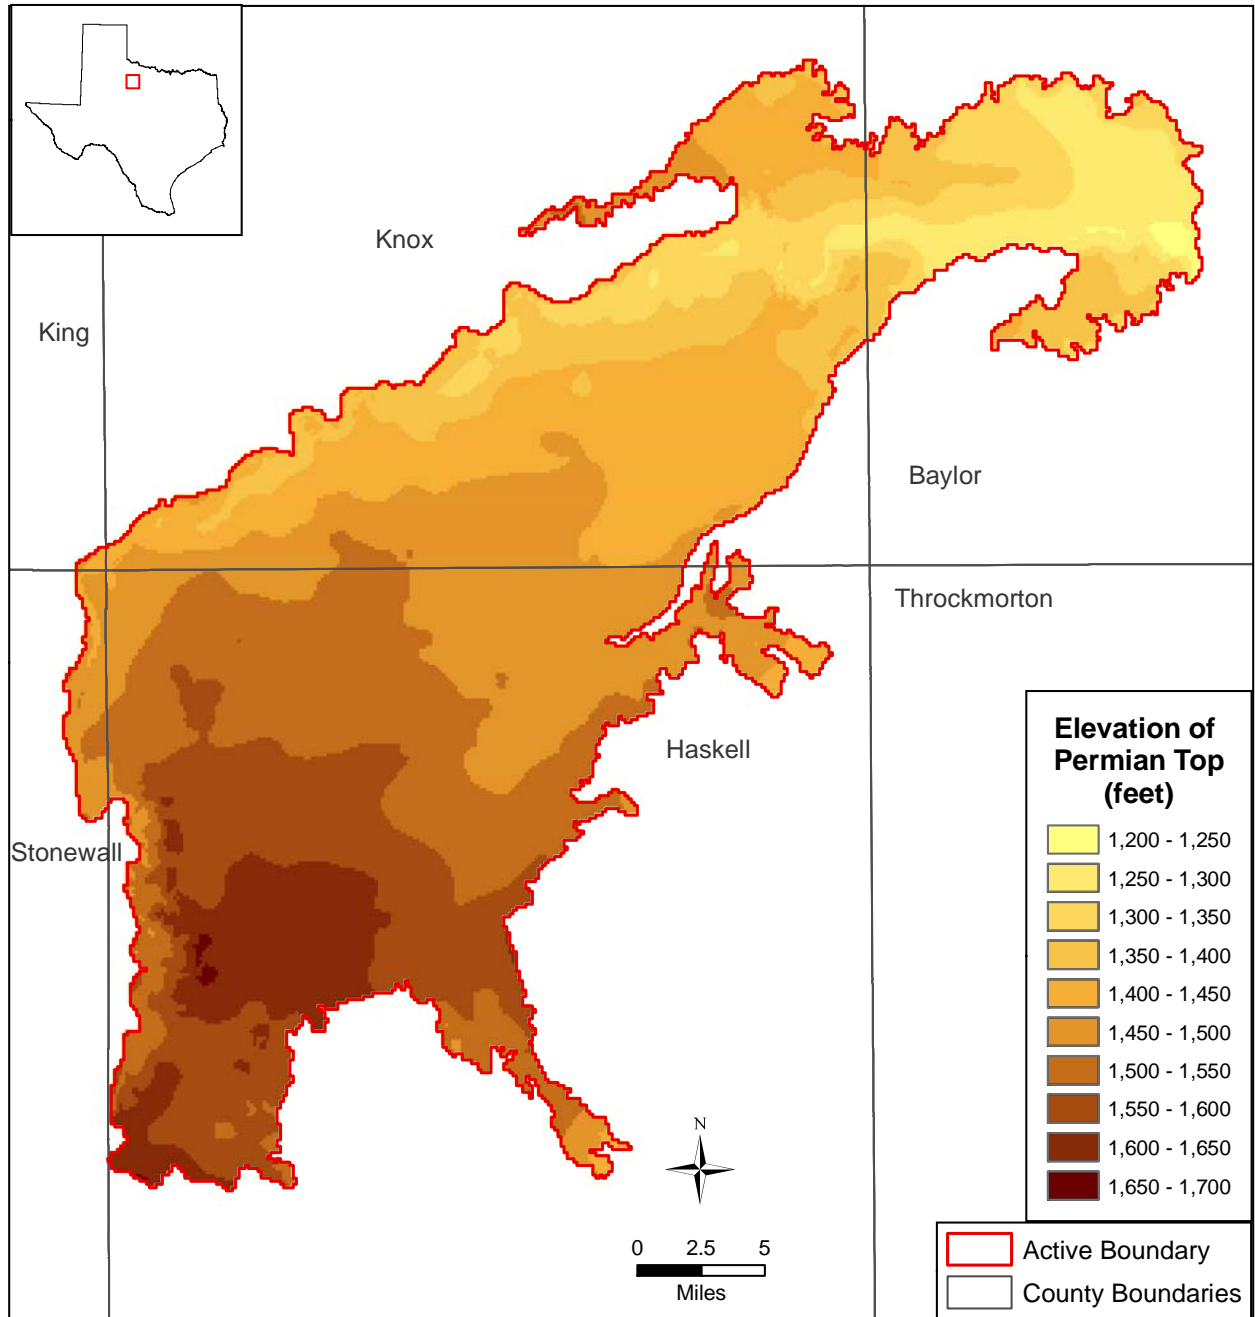 Knox
King
Baylor
Throckmorton
Haskell
Stonewall
Elevation of
Permian Top
(feet)
1,200 - 1,250
1,250 - 1,300
1,300 - 1,350
1,350 - 1,400
1,400 - 1,450
1,450 - 1,500
1,500 - 1,550
1,550 - 1,600
1,600 - 1,650
1,650 - 1,700
N
0 2.5 5
Miles
Active Boundary
County Boundaries